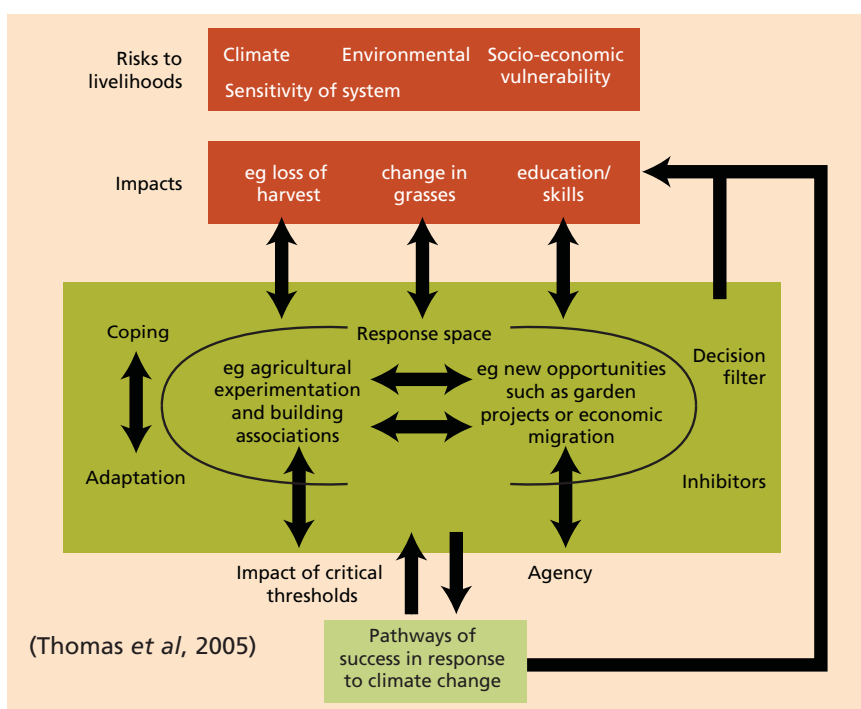 Risks to
livelihoods
Climate
Environmental
Socio-economic
vulnerability
Sensitivity of system
Impacts
eg loss of
harvest
change in
grasses
education/
skills
Coping
Adaptation
Response space
eg agricultural
experimentation
and building
associations
eg new opportunities
such as garden
projects or economic
migration
Decision
filter
Inhibitors
Impact of critical
thresholds
Agency
Pathways of
success in response
to climate change
(Thomas et al, 2005)